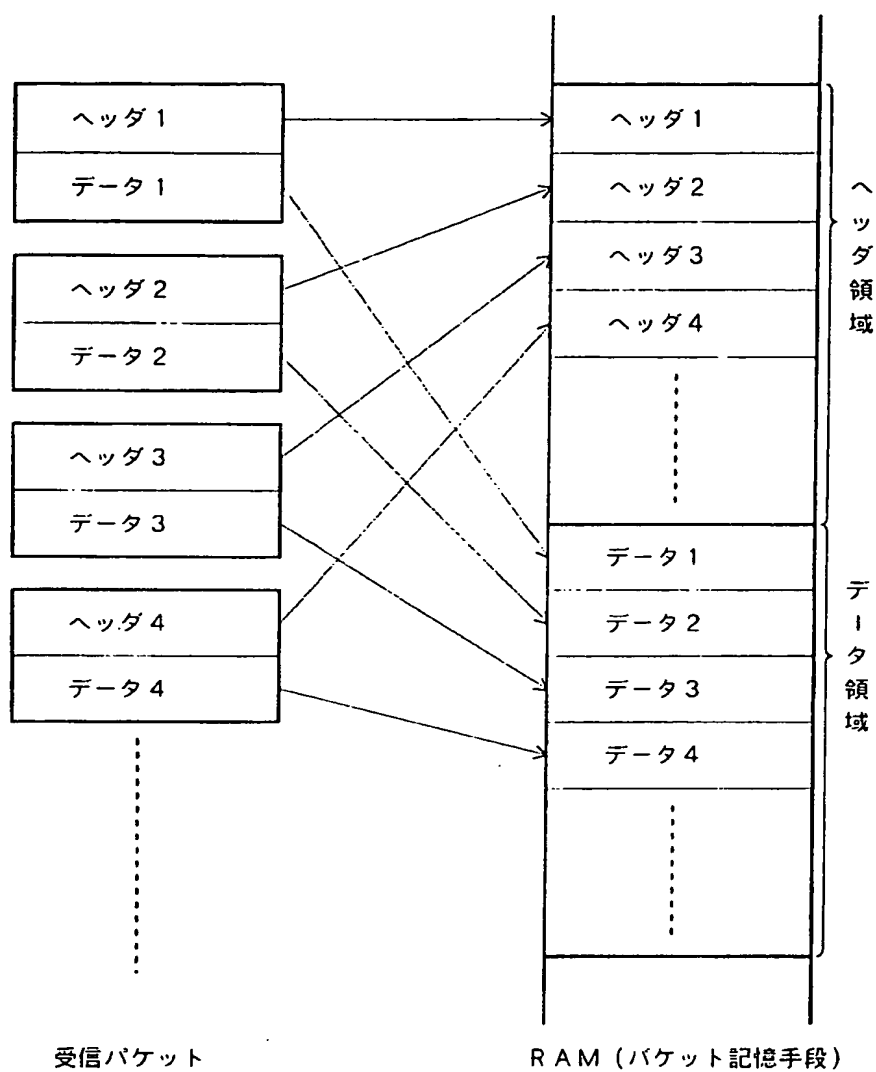 ヘッダ1
データ1
ヘッダ2
データ2
ヘッダ3
データ3
ヘッダ4
データ4
受信パケット
ヘッダ1
ヘッダ2
ヘッダ3
ヘッダ4
ヘッダ領域
データ1
データ2
データ3
データ4
データ領域
RAM(パケット記憶手段)